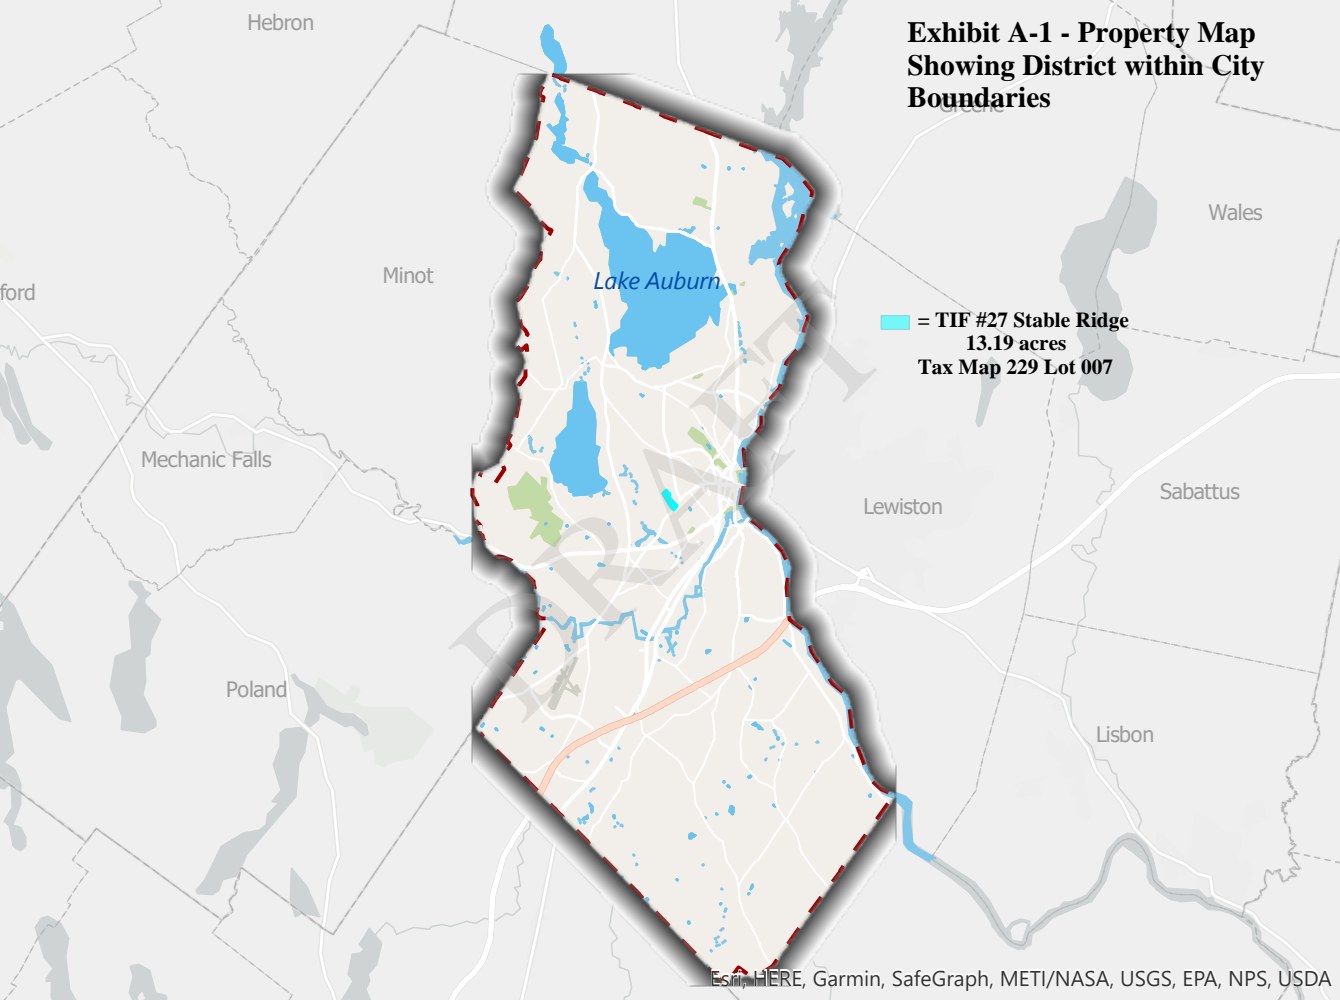 Exhibit A-1 - Property Map
Showing District within City
Boundaries
Hebron
Greene
Wales
Minot
Lake Auburn
ford
= TIF #27 Stable Ridge
13.19 acres
Tax Map 229 Lot 007
DRAFT
Mechanic Falls
Lewiston
Sabattus
Poland
Lisbon
Esri, HERE, Garmin, SafeGraph, METI/NASA, USGS, EPA, NPS, USDA